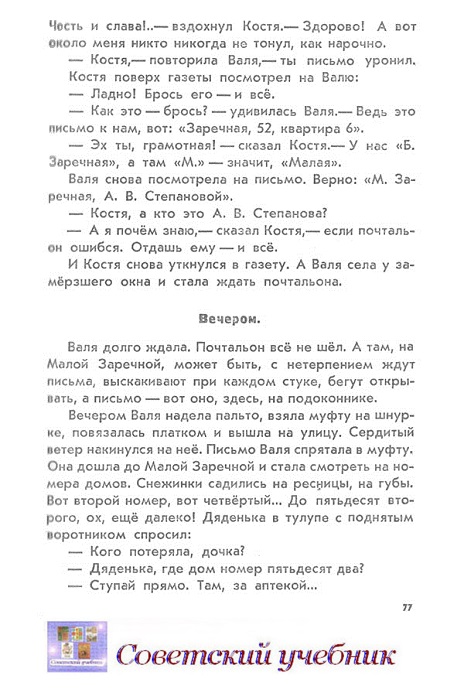 Честь и слава!..— вздохнул Костя.— Здорово! А вот
около меня никто никогда не тонул, как нарочно.
— Костя,— повторила Валя,— ты письмо уронил.
Костя поверх газеты посмотрел на Валю:
— Ладно! Брось его — и всё.
— Как это — брось? — удивилась Валя.— Ведь это
письмо к нам, вот: «Заречная, 52, квартира 6».
— Эх ты, грамотная! — сказал Костя.— У нас «Б.
Заречная», а там «М.» — значит, «Малая».
Валя снова посмотрела на письмо. Верно: «М. За-
речная, А. В. Степановой».
— Костя, а кто это А. В. Степанова?
— А я почём знаю,— сказал Костя,— если почталь-
он ошибся. Отдашь ему — и всё.
И Костя снова уткнулся в газету. А Валя села у за-
мёрзшего окна и стала ждать почтальона.
Вечером.
Валя долго ждала. Почтальон всё не шёл. А там, на
Малой Заречной, может быть, с нетерпением ждут
письма, выскакивают при каждом стуке, бегут откры-
вать, а письмо — вот оно, здесь, на подоконнике.
Вечером Валя надела пальто, взяла муфту на шнур-
ке, повязалась платком и вышла на улицу. Сердитый
ветер накинулся на неё. Письмо Валя спрятала в муфту.
Она дошла до Малой Заречной и стала смотреть на но-
мера домов. Снежинки садились на ресницы, на губы.
Вот второй номер, вот четвёртый... До пятьдесят вто-
рого, ох, ещё далеко! Дяденька в тулупе с поднятым
воротником спросил:
— Кого потеряла, дочка?
— Дяденька, где дом номер пятьдесят два?
— Ступай прямо. Там, за аптекой...
77
Советский учебник
Советский учебник